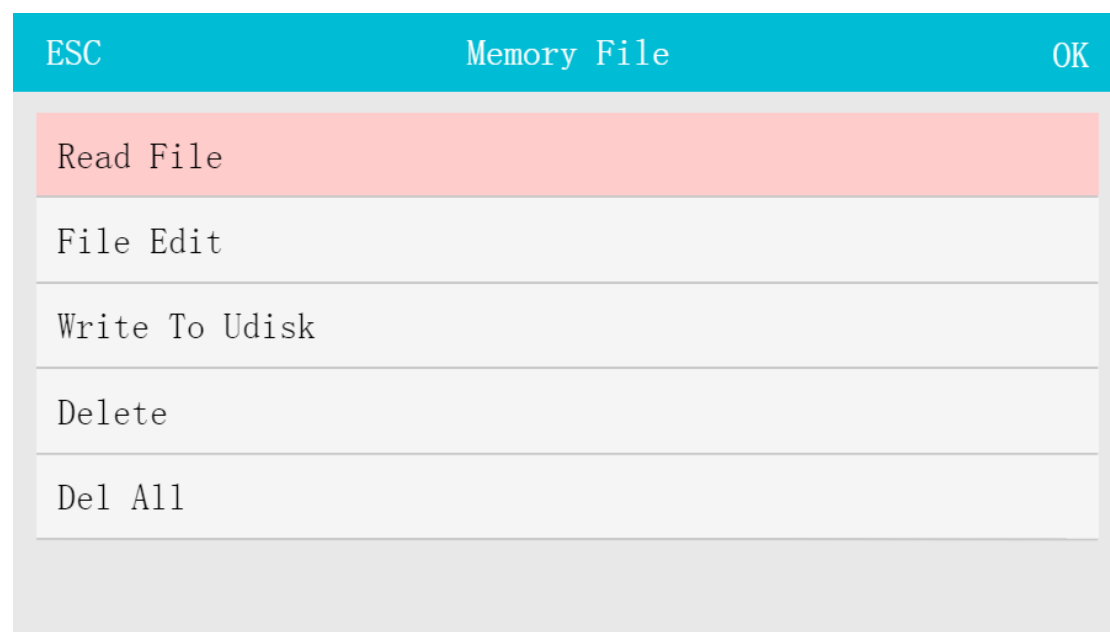 ESC Memory File OK
Read File
File Edit
Write To Udisk
Delete
Del All